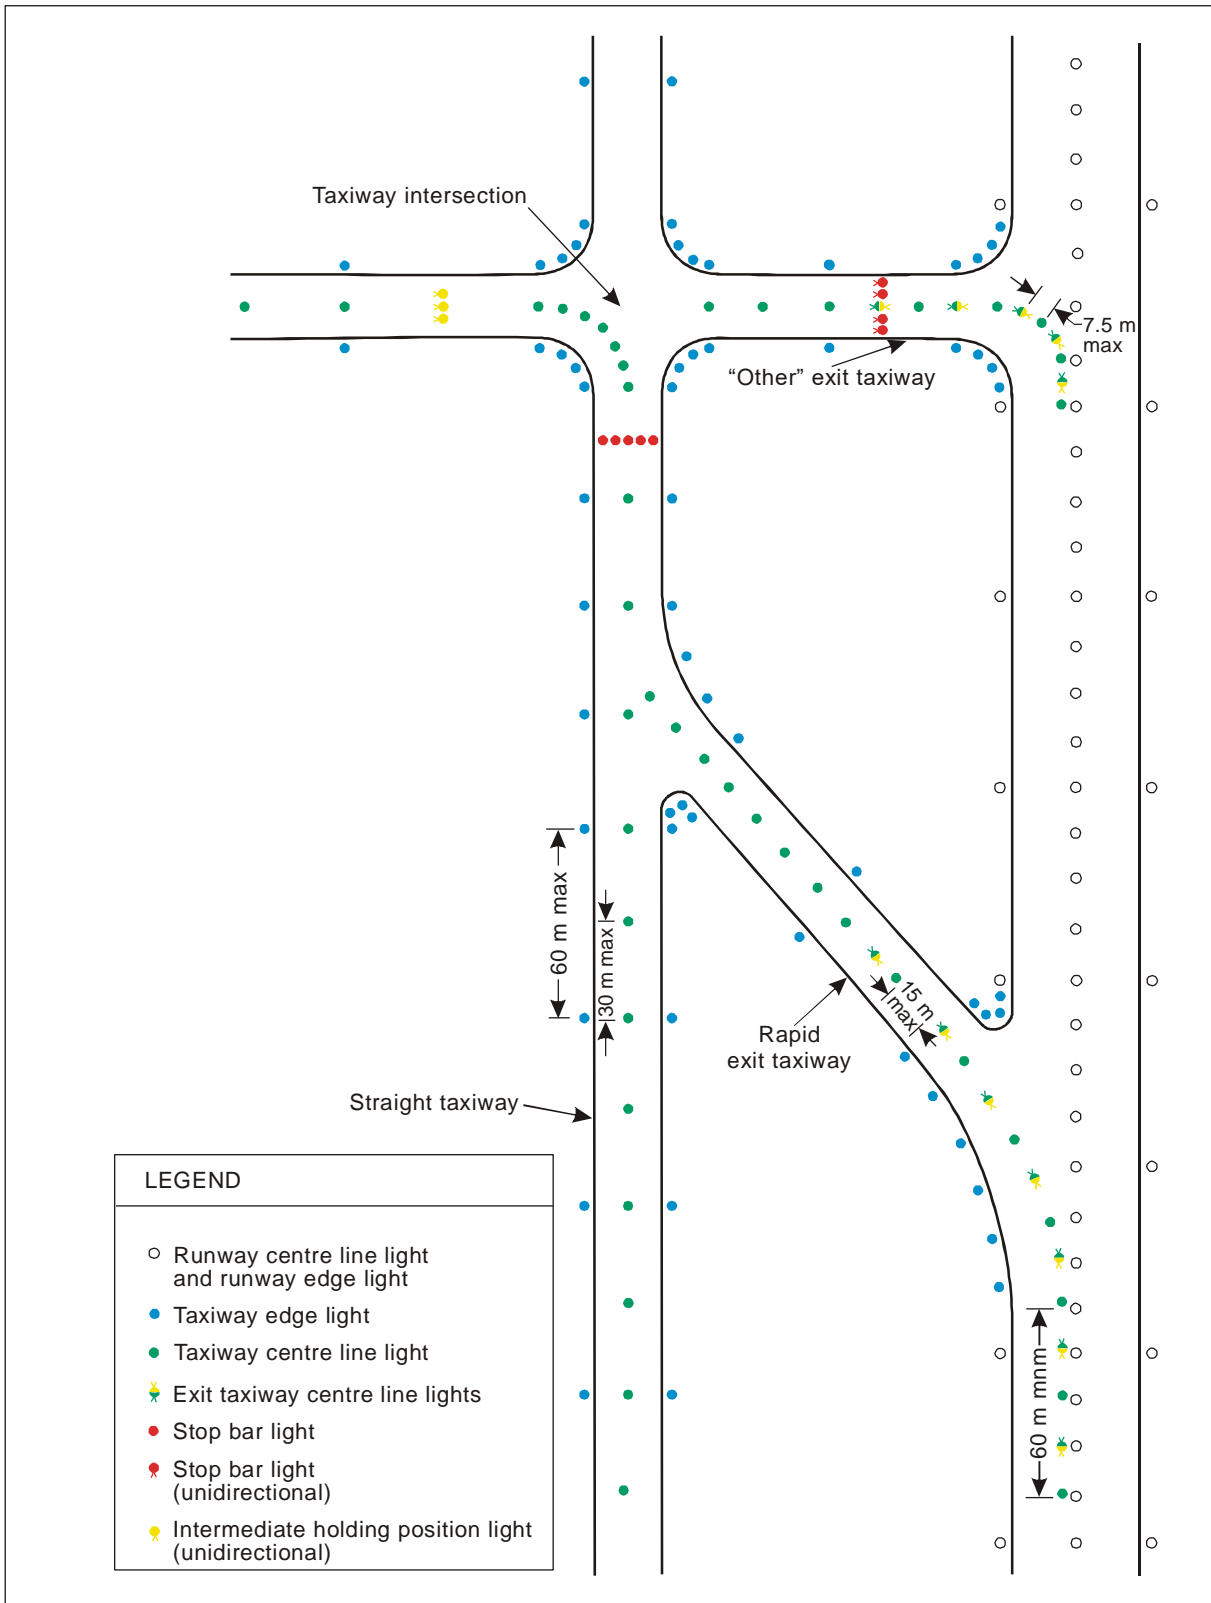 Taxiway intersection
7.5 m
max
“Other” exit taxiway
60 m max
30 m max
15 m
max
Rapid
exit taxiway
Straight taxiway
60 m mnm
LEGEND
Runway centre line light
and runway edge light
Taxiway edge light
Taxiway centre line light
Exit taxiway centre line lights
Stop bar light
Stop bar light
(unidirectional)
Intermediate holding position light
(unidirectional)